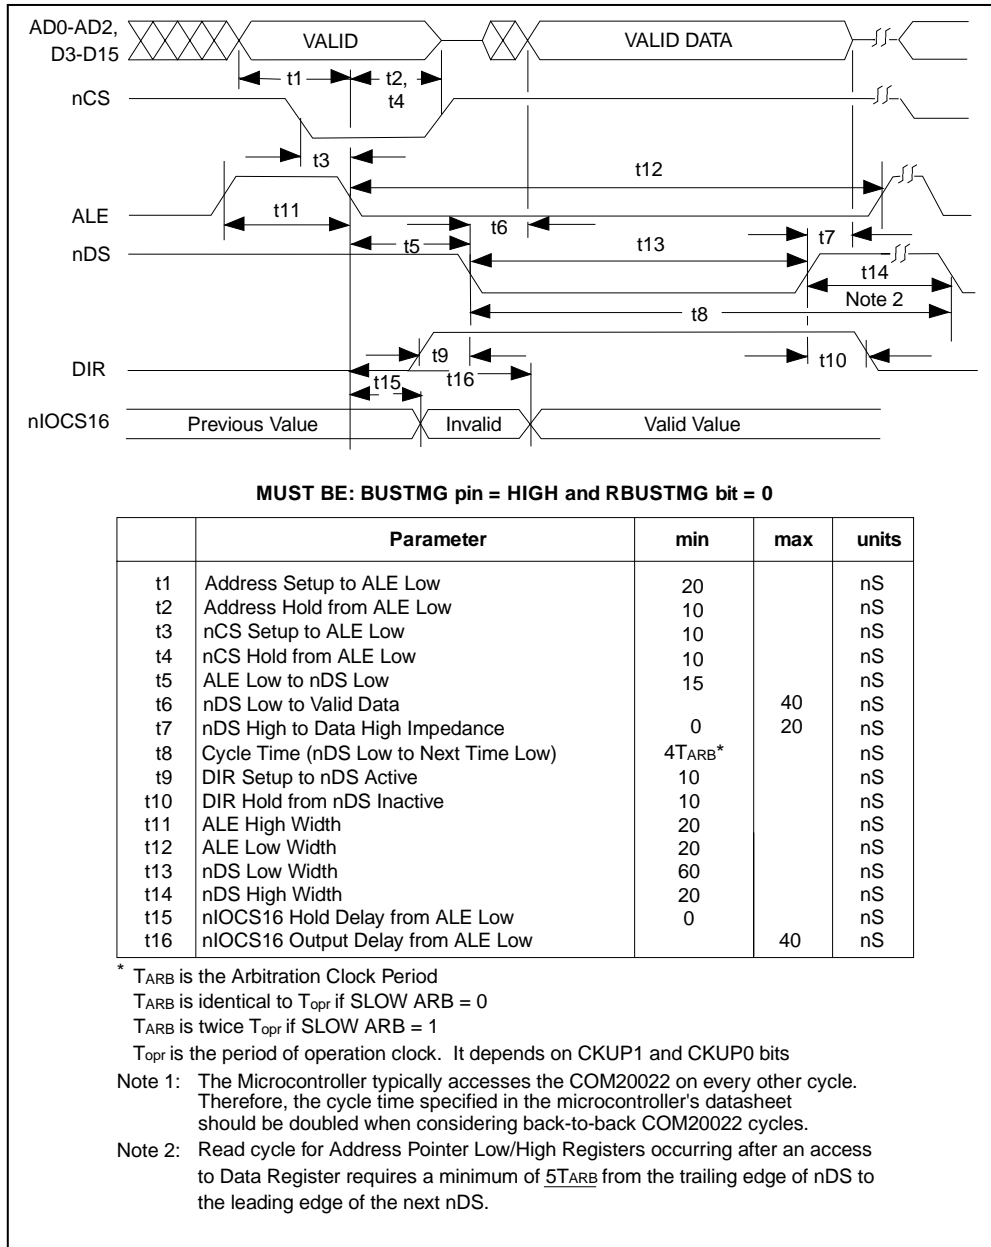 AD0-AD2,
D3-D15
VALID
VALID DATA
t1
t2,
t4
nCS
t3
t12
ALE
t11
t6
t7
t5
t13
nDS
t14
Note 2
t8
t9
t10
DIR
t15
t16
nIOCS16
Previous Value
Invalid
Valid Value
MUST BE: BUSTMG pin = HIGH and RBUSTMG bit = 0
Parameter min max units
t1 Address Setup to ALE Low 20 nS
t2 Address Hold from ALE Low 10 nS
t3 nCS Setup to ALE Low 10 nS
t4 nCS Hold from ALE Low 10 nS
t5 ALE Low to nDS Low 15 nS
t6 nDS Low to Valid Data 40 nS
t7 nDS High to Data High Impedance 0 20 nS
t8 Cycle Time (nDS Low to Next Time Low) 4TARB* nS
t9 DIR Setup to nDS Active 10 nS
t10 DIR Hold from nDS Inactive 10 nS
t11 ALE High Width 20 nS
t12 ALE Low Width 20 nS
t13 nDS Low Width 60 nS
t14 nDS High Width 20 nS
t15 nIOCS16 Hold Delay from ALE Low 0 nS
t16 nIOCS16 Output Delay from ALE Low 40 nS
* TARB is the Arbitration Clock Period
TARB is identical to Topr if SLOW ARB = 0
TARB is twice Topr if SLOW ARB = 1
Topr is the period of operation clock. It depends on CKUP1 and CKUP0 bits
Note 1: The Microcontroller typically accesses the COM20022 on every other cycle.
Therefore, the cycle time specified in the microcontroller's datasheet
should be doubled when considering back-to-back COM20022 cycles.
Note 2: Read cycle for Address Pointer Low/High Registers occurring after an access
to Data Register requires a minimum of 5TARB from the trailing edge of nDS to
the leading edge of the next nDS.